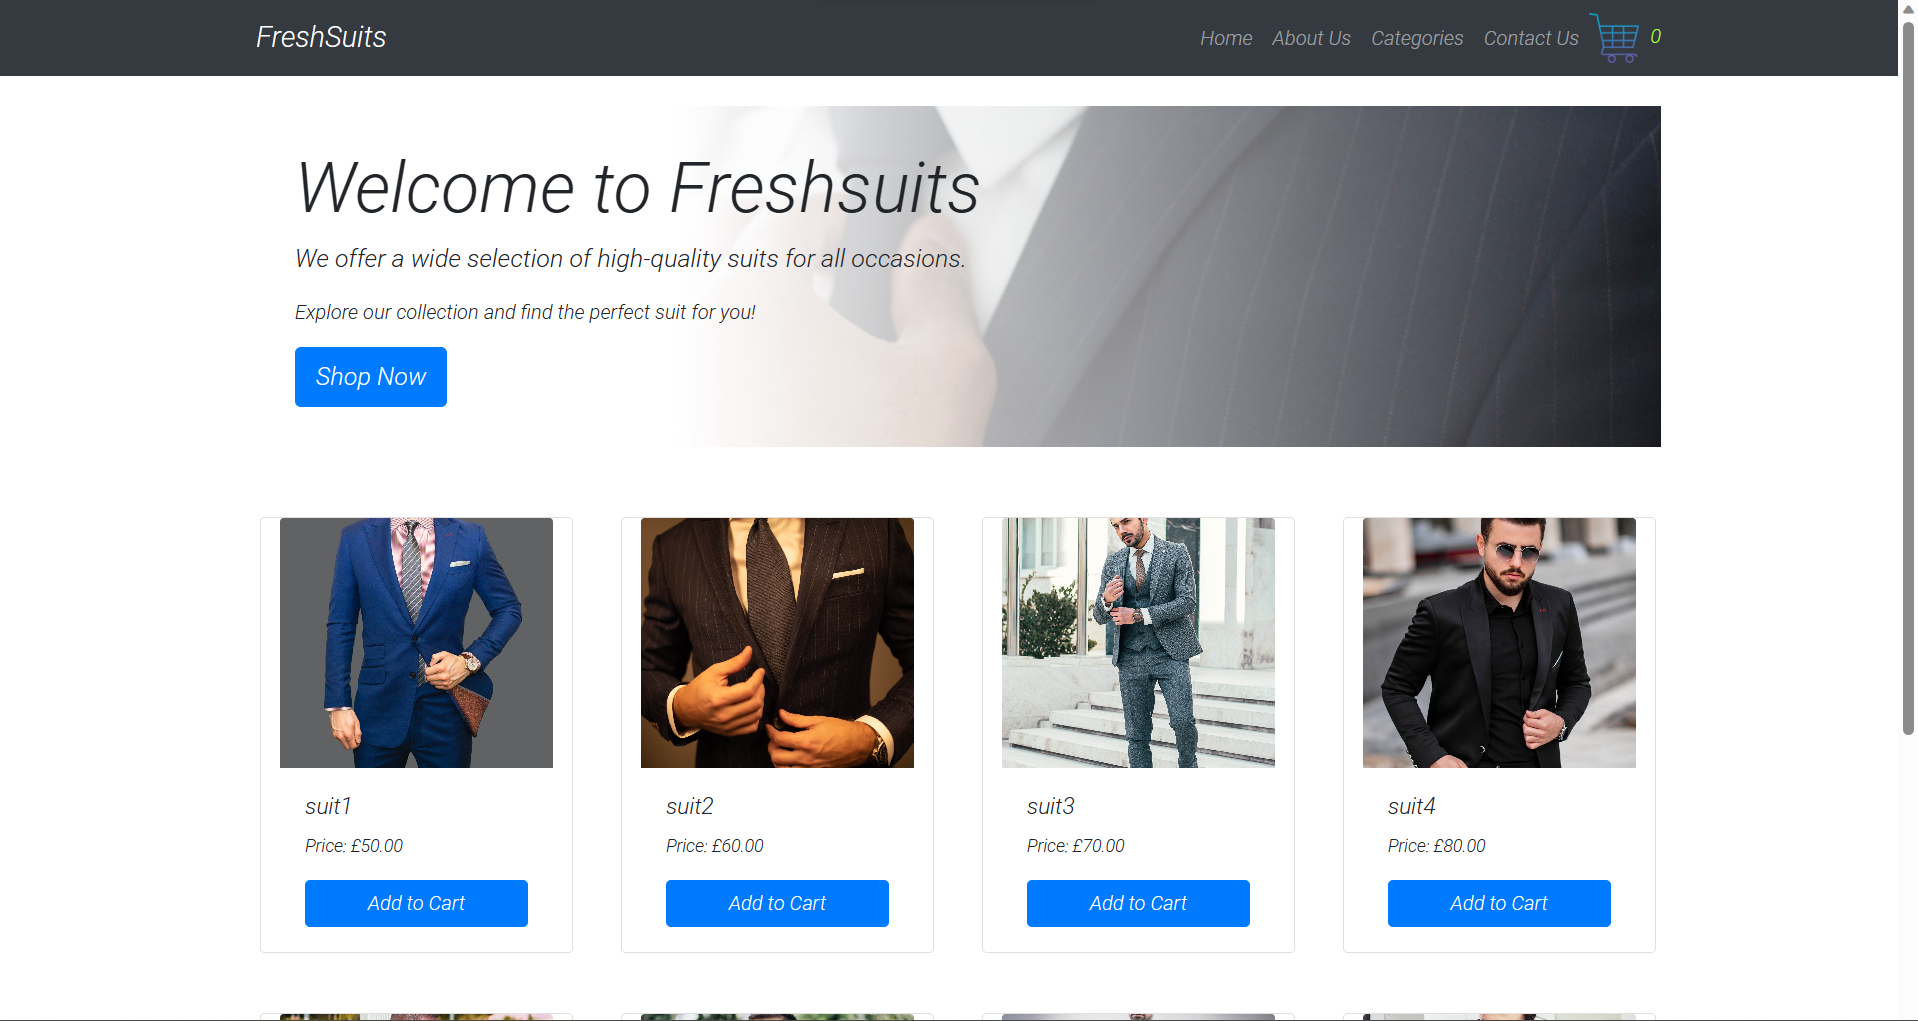 FreshSuits
Home About Us Categories Contact Us 0
Welcome to Freshsuits
We offer a wide selection of high-quality suits for all occasions.
Explore our collection and find the perfect suit for you!
Shop Now
suit1
Price: £50.00
Add to Cart
suit2
Price: £60.00
Add to Cart
suit3
Price: £70.00
Add to Cart
suit4
Price: £80.00
Add to Cart